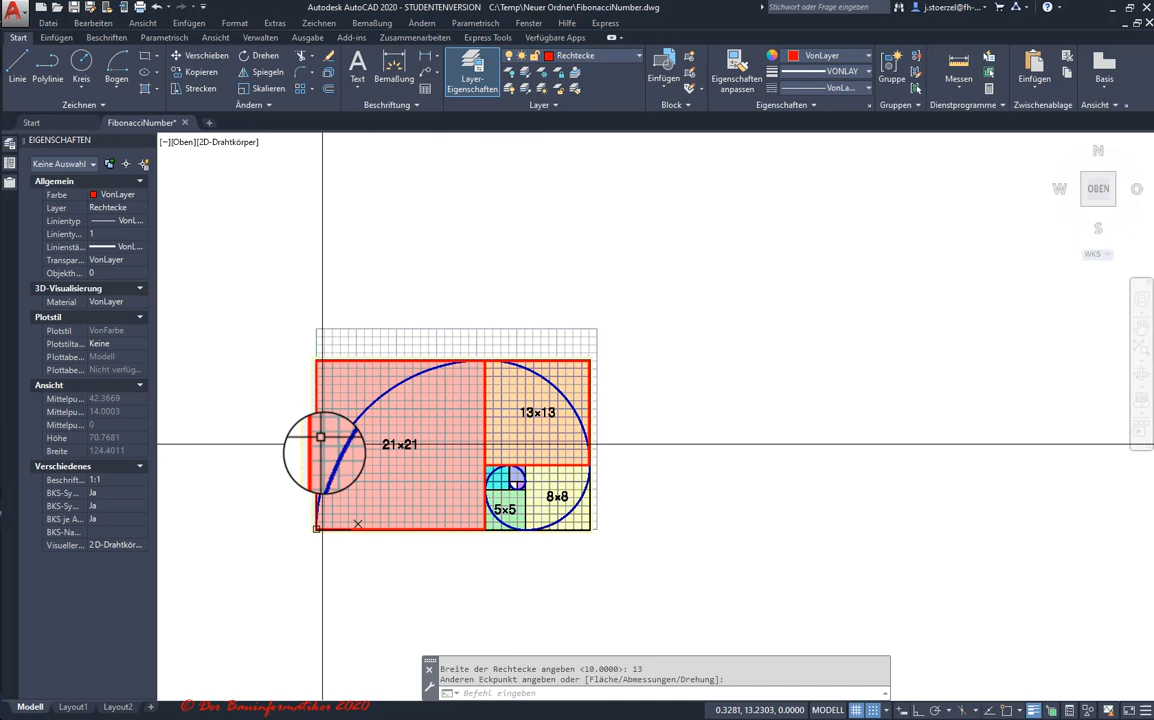 Autodesk AutoCAD 2020 - STUDENTENVERSION C:\Temp\Neuer Ordner\FibonacciNumber.dwg
Stichwort oder Frage eingeben
j.stoerzel@fh-...
Datei Bearbeiten Ansicht Einfügen Format Extras Zeichnen Bemaßung Ändern Parametrisch Fenster Hilfe Express
Start Einfügen Beschriften Parametrisch Ansicht Verwalten Ausgabe Add-ins Zusammenarbeiten Express Tools Verfügbare Apps
Linie Polylinie Kreis Bogen
Verschieben Drehen
Kopieren Spiegeln
Strecken Skalieren
Text Bemaßung
Layer-
Eigenschaften
Rechtecke
Einfügen
Eigenschaften
anpassen
VonLayer
VONLAY
VonLa...
Gruppe Messen Einfügen Basis
Zeichnen Ändern Beschriftung Layer Block Eigenschaften Gruppen Dienstprogramme Zwischenablage Ansicht
Start FibonacciNumber*
EIGENSCHAFTEN
Keine Auswahl
Allgemein
Farbe VonLayer
Layer Rechtecke
Linientyp VonL...
Linienty... 1
Linienstä... VonL...
Transpar... VonLayer
Objekth... 0
3D-Visualisierung
Material VonLayer
Plotstil
Plotstil VonFarbe
Plotstilta... Keine
Plottabe... Modell
Plottabe... Nicht verfüg...
Ansicht
Mittelpu... 42.3669
Mittelpu... 14.0003
Mittelpu... 0
Höhe 70.7681
Breite 124.4011
Verschiedenes
Beschrift... 1:1
BKS-Sy... Ja
BKS-Sy... Ja
BKS je A... Ja
BKS-Na...
Visueller... 2D-Drahtkör...
[−][Oben][2D-Drahtkörper]
N
W OBEN O
S
WKS
13×13
21×21
8×8
5×5
Breite der Rechtecke angeben <10.0000>: 13
Anderen Eckpunkt angeben oder [Fläche/Abmessungen/Drehung]:
Befehl eingeben
Modell Layout1 Layout2
© Der Bauinformatiker 2020
0.3281, 13.2303, 0.0000 MODELL